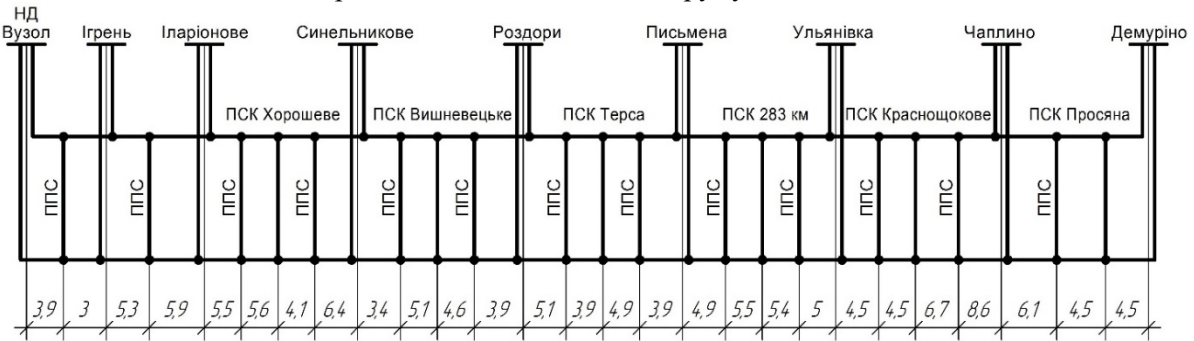 НД
Вузол Ігрень Іларіонове Синельникове Роздори Письмена Ульянівка Чаплино Демуріно
ПСК Хорошеве ПСК Вишневецьке ПСК Терса ПСК 283 км ПСК Краснощокове ПСК Просяна
ППС ППС ППС ППС ППС ППС ППС ППС ППС ППС ППС ППС ППС
3,9 3 5,3 5,9 5,5 5,6 4,1 6,4 3,4 5,1 4,6 3,9 5,1 3,9 4,9 3,9 4,9 5,5 5,4 5 4,5 4,5 6,7 8,6 6,1 4,5 4,5